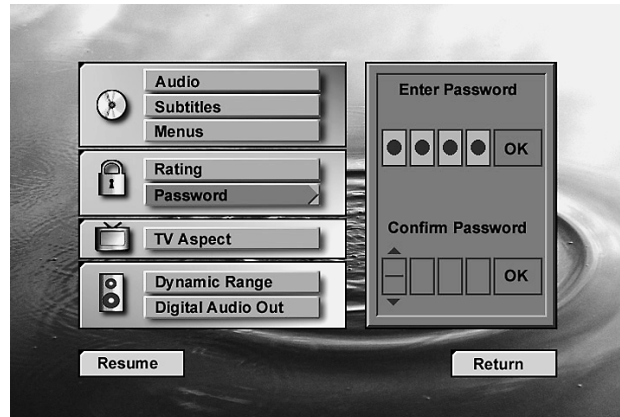 Audio
Subtitles
Menus
Rating
Password
TV Aspect
Dynamic Range
Digital Audio Out
Enter Password
OK
Confirm Password
OK
Resume
Return